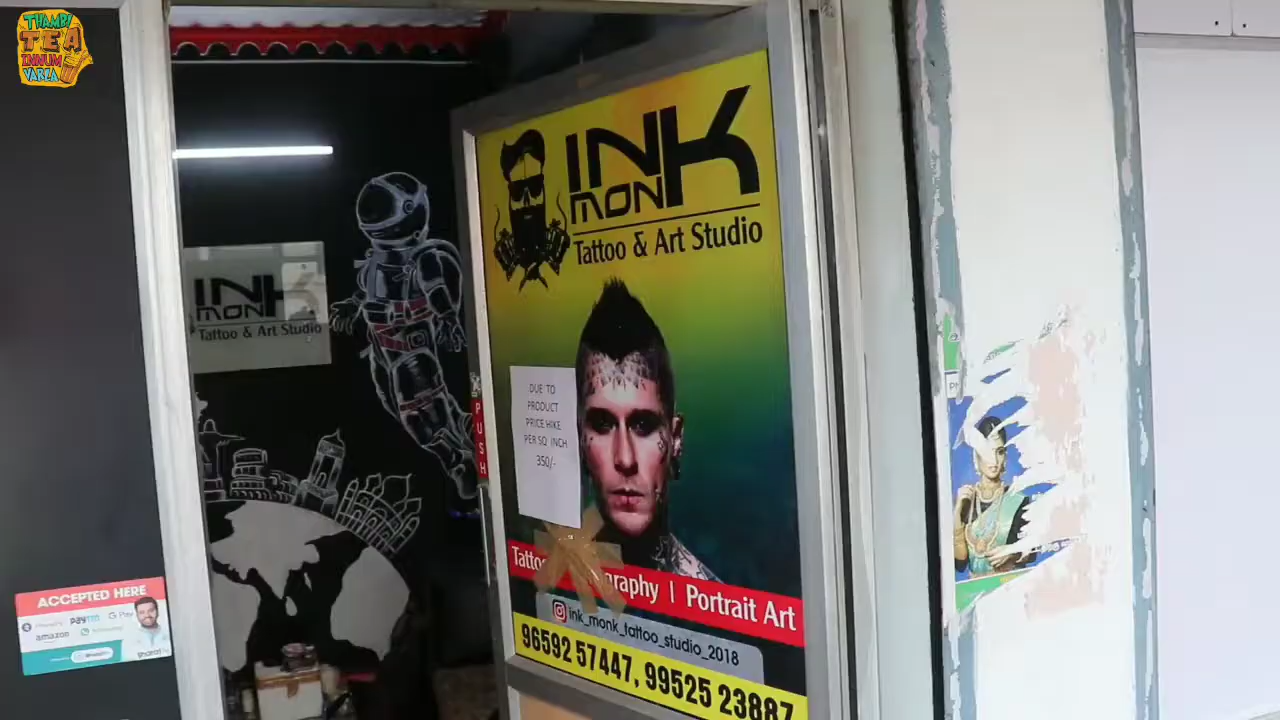 THAMBI
TEA
INNUM
VARLA
INK
MONK
Tattoo & Art Studio
INK
MONK
Tattoo & Art Studio
PUSH
DUE TO
PRODUCT
PRICE HIKE
PER SQ INCH
350/-
Portrait Art
ink_monk_tattoo_studio_2018
96592 57447, 99525 23887
ACCEPTED HERE
paytm
G Pay
amazon